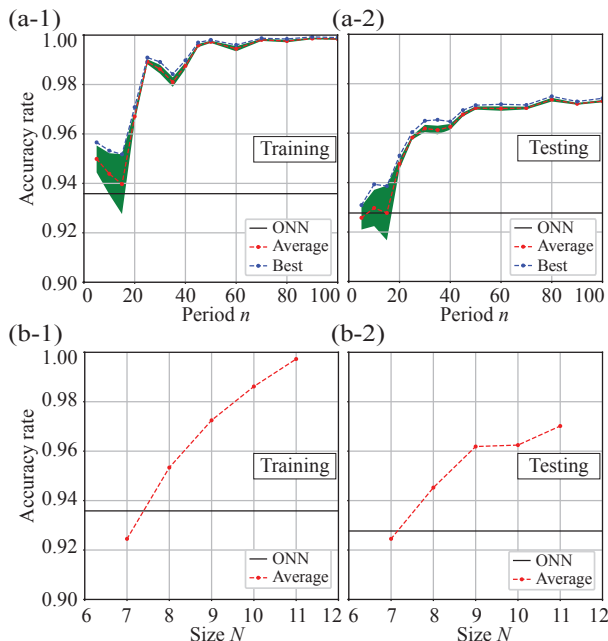 (a-1) (a-2)
1.00
0.98
0.96
0.94
0.92
0.90
Accuracy rate
Training
Testing
ONN
Average
Best
ONN
Average
Best
0 20 40 60 80 100
0 20 40 60 80 100
Period n
Period n
(b-1) (b-2)
1.00
0.98
0.96
0.94
0.92
0.90
Accuracy rate
Training
Testing
ONN
Average
ONN
Average
6 7 8 9 10 11 12
6 7 8 9 10 11 12
Size N
Size N